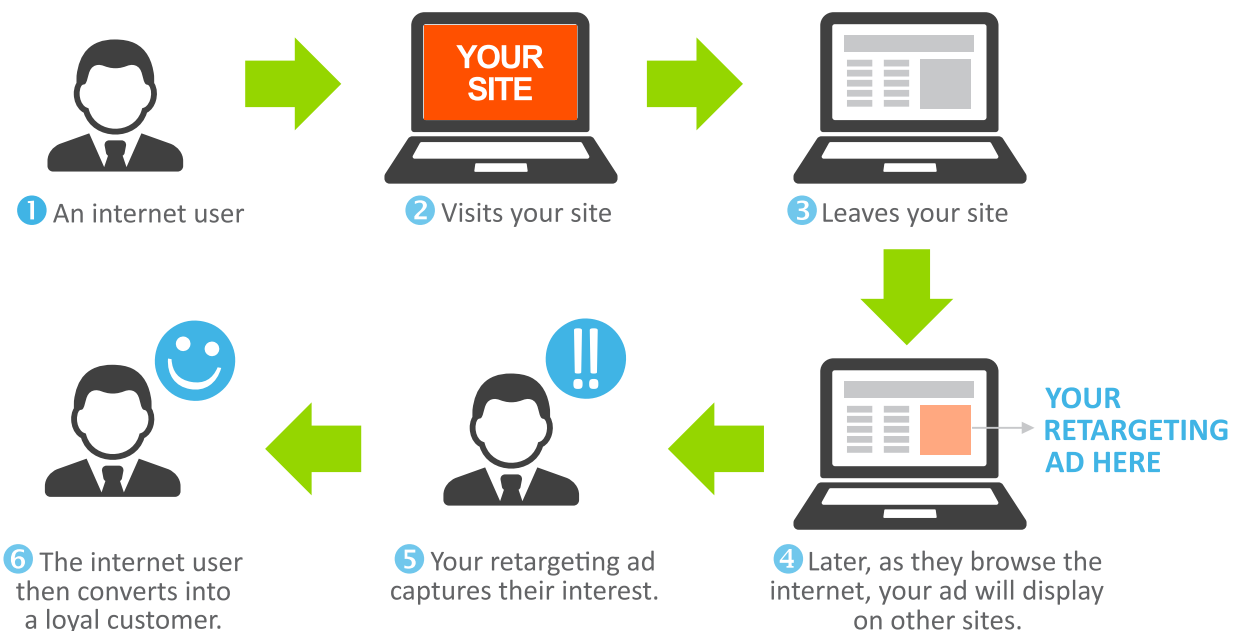 YOUR
SITE
1 An internet user
2 Visits your site
3 Leaves your site
YOUR
RETARGETING
AD HERE
4 Later, as they browse the
internet, your ad will display
on other sites.
!!
5 Your retargeting ad
captures their interest.
6 The internet user
then converts into
a loyal customer.